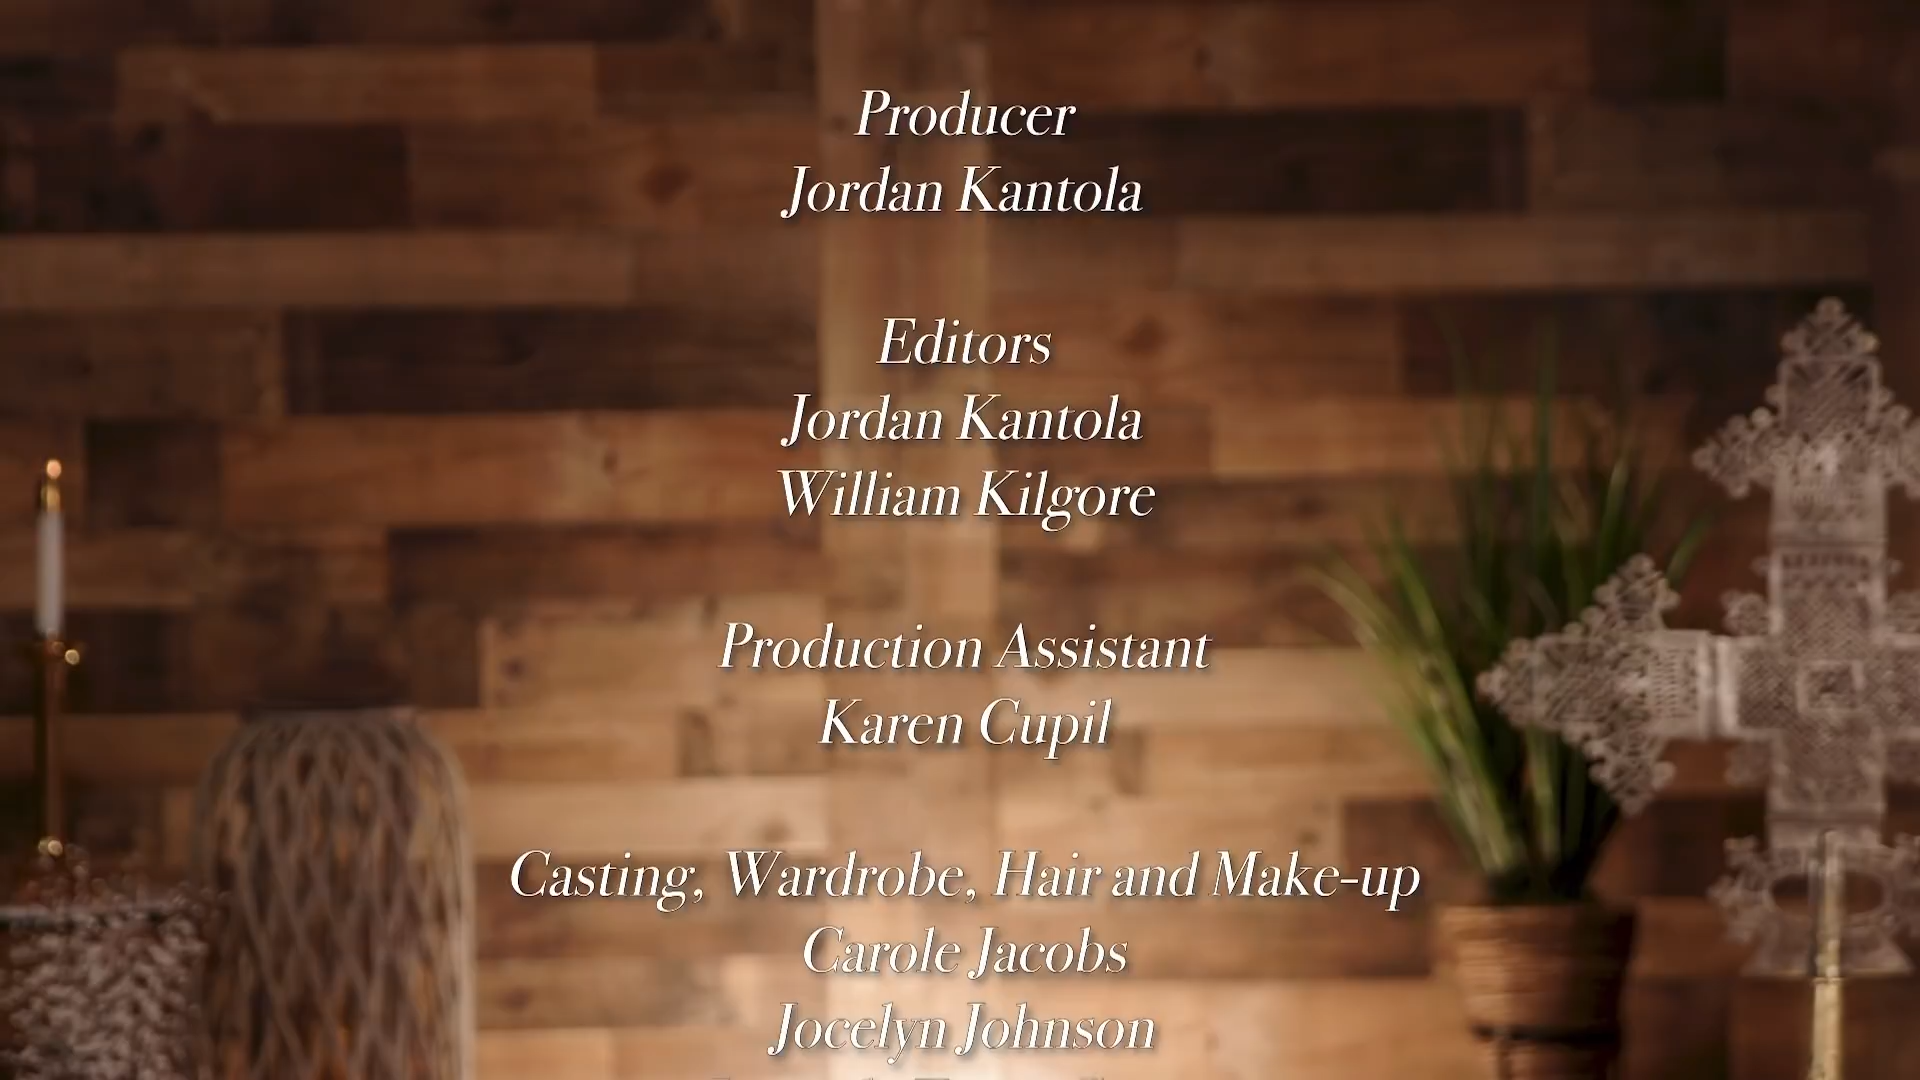 Producer
Jordan Kantola
Editors
Jordan Kantola
William Kilgore
Production Assistant
Karen Cupil
Casting, Wardrobe, Hair and Make-up
Carole Jacobs
Jocelyn Johnson